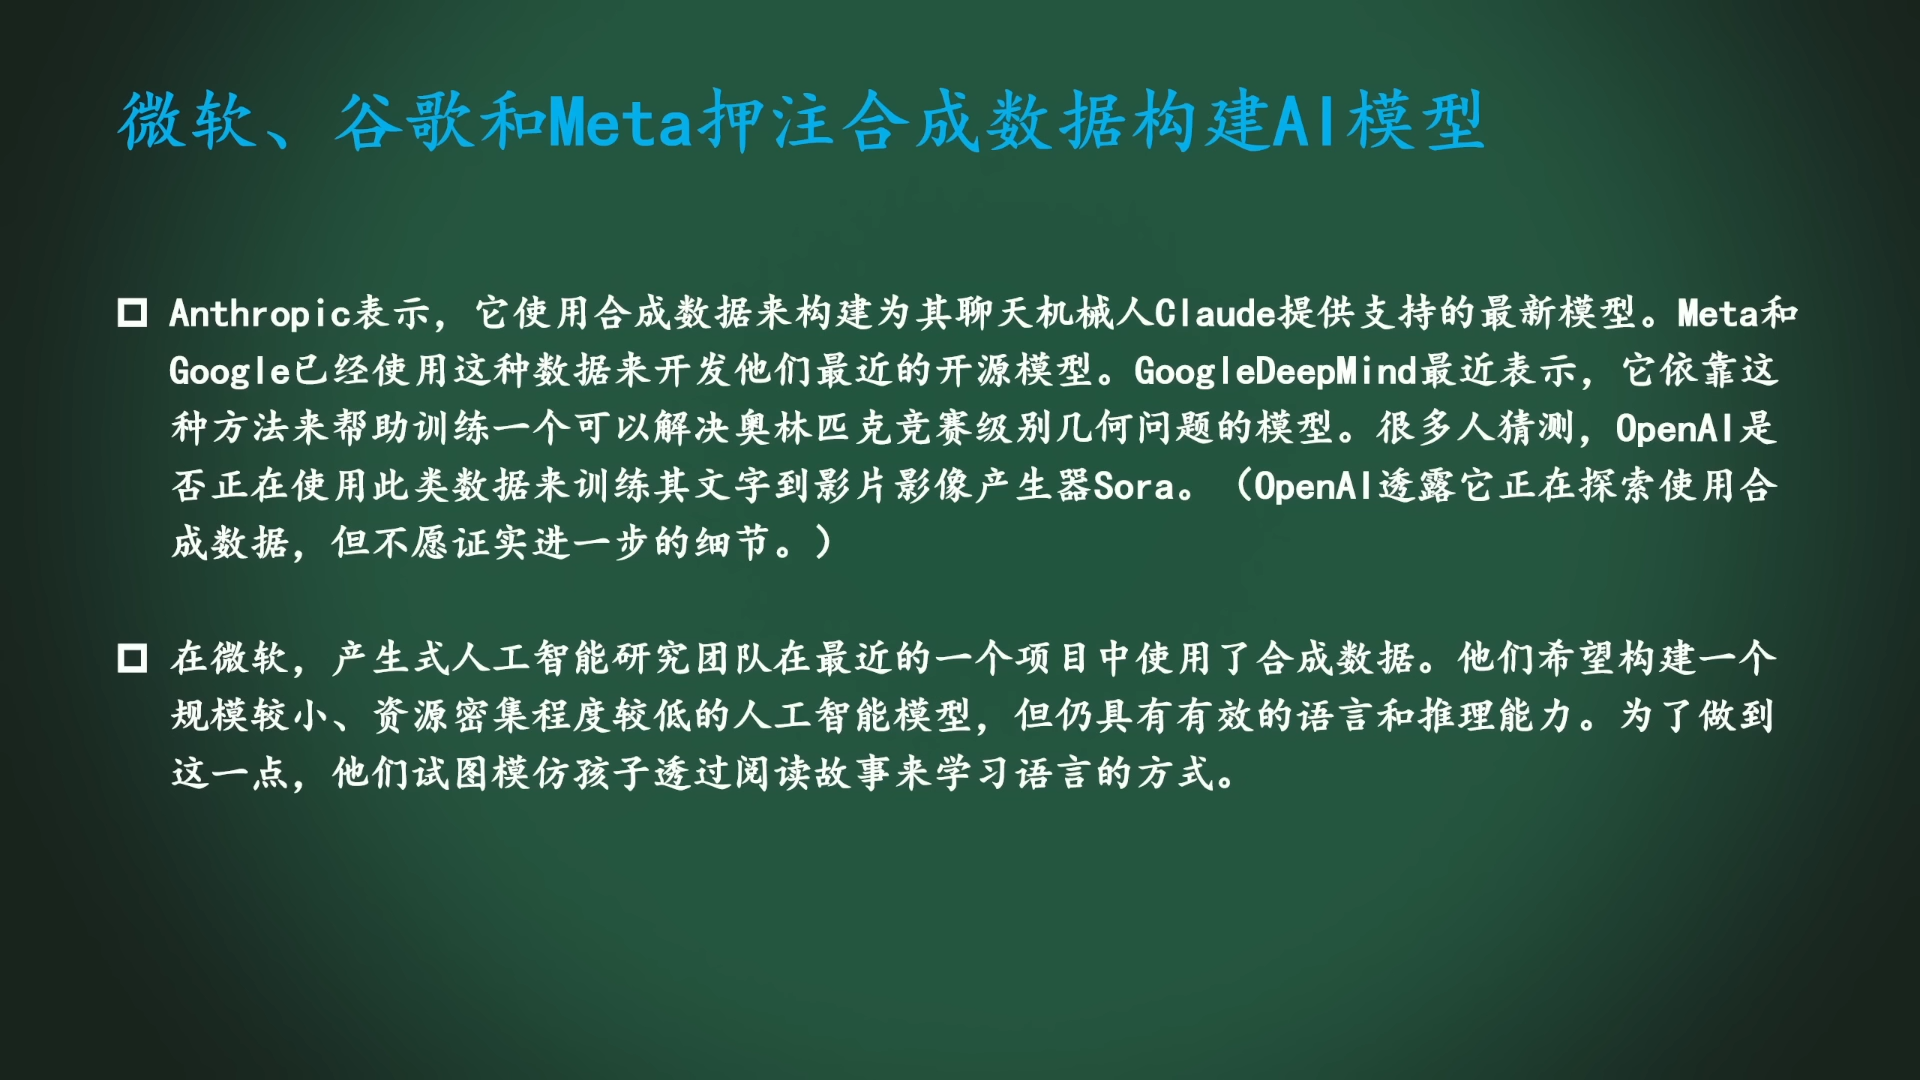 微软、谷歌和Meta押注合成数据构建AI模型
Anthropic表示，它使用合成数据来构建为其聊天机械人Claude提供支持的最新模型。Meta和
Google已经使用这种数据来开发他们最近的开源模型。GoogleDeepMind最近表示，它依靠这
种方法来帮助训练一个可以解决奥林匹克竞赛级别几何问题的模型。很多人猜测，OpenAI是
否正在使用此类数据来训练其文字到影片影像产生器Sora。（OpenAI透露它正在探索使用合
成数据，但不愿证实进一步的细节。）
在微软，产生式人工智能研究团队在最近的一个项目中使用了合成数据。他们希望构建一个
规模较小、资源密集程度较低的人工智能模型，但仍具有有效的语言和推理能力。为了做到
这一点，他们试图模仿孩子透过阅读故事来学习语言的方式。